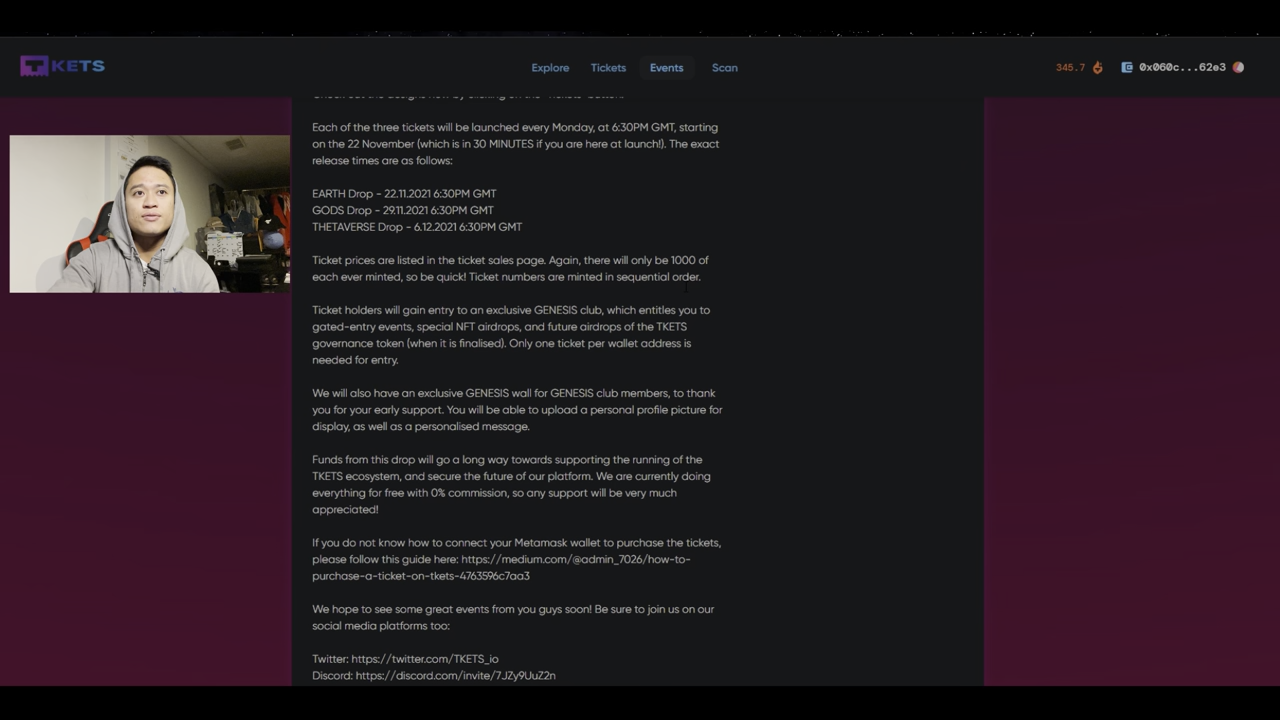 TKETS
Explore
Tickets
Events
Scan
345.7
0x060c...62e3
Check out the designs now by clicking on the "Tickets" button.
Each of the three tickets will be launched every Monday, at 6:30PM GMT, starting
on the 22 November (which is in 30 MINUTES if you are here at launch!). The exact
release times are as follows:
EARTH Drop - 22.11.2021 6:30PM GMT
GODS Drop - 29.11.2021 6:30PM GMT
THETAVERSE Drop - 6.12.2021 6:30PM GMT
Ticket prices are listed in the ticket sales page. Again, there will only be 1000 of
each ever minted, so be quick! Ticket numbers are minted in sequential order.
Ticket holders will gain entry to an exclusive GENESIS club, which entitles you to
gated-entry events, special NFT airdrops, and future airdrops of the TKETS
governance token (when it is finalised). Only one ticket per wallet address is
needed for entry.
We will also have an exclusive GENESIS wall for GENESIS club members, to thank
you for your early support. You will be able to upload a personal profile picture for
display, as well as a personalised message.
Funds from this drop will go a long way towards supporting the running of the
TKETS ecosystem, and secure the future of our platform. We are currently doing
everything for free with 0% commission, so any support will be very much
appreciated!
If you do not know how to connect your Metamask wallet to purchase the tickets,
please follow this guide here: https://medium.com/@admin_7026/how-to-
purchase-a-ticket-on-tkets-4763596c7aa3
We hope to see some great events from you guys soon! Be sure to join us on our
social media platforms too:
Twitter: https://twitter.com/TKETS_io
Discord: https://discord.com/invite/7JZy9UuZ2n